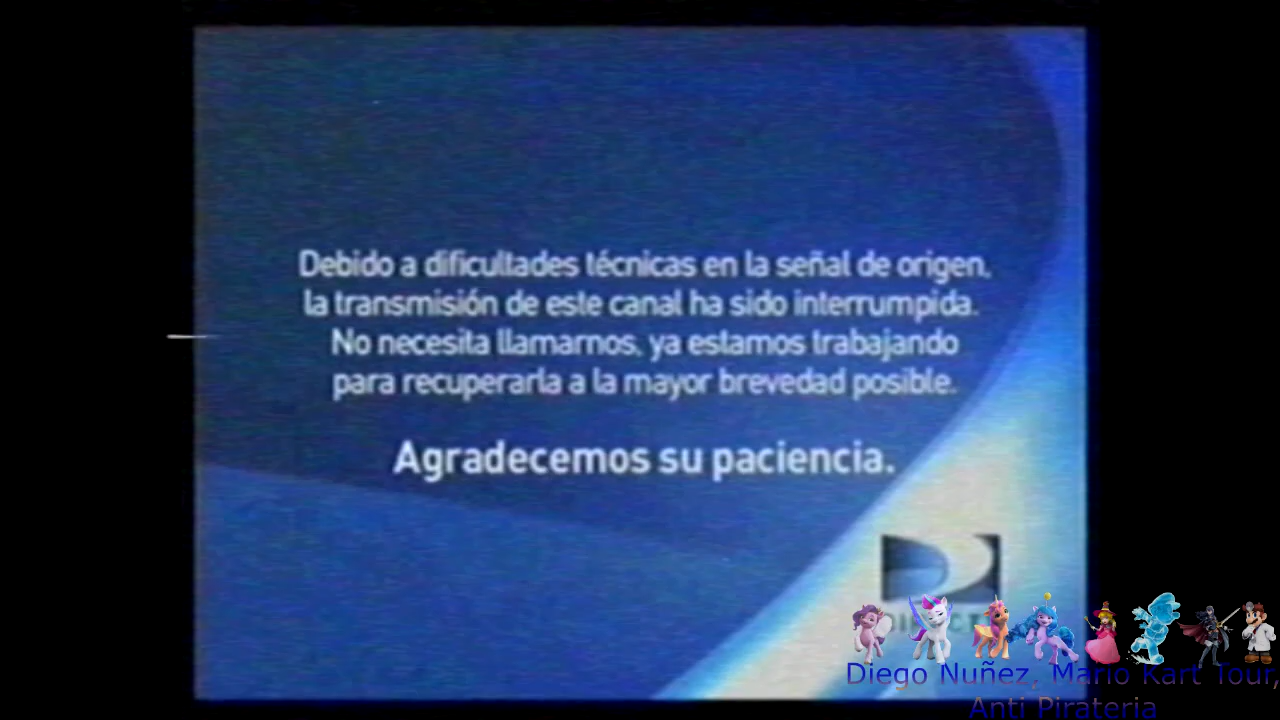 Debido a dificultades técnicas en la señal de origen,
la transmisión de este canal ha sido interrumpida.
No necesita llamarnos, ya estamos trabajando
para recuperarla a la mayor brevedad posible.
Agradecemos su paciencia.
Diego Nuñez, Mario Kart Tour,
Anti Pirateria